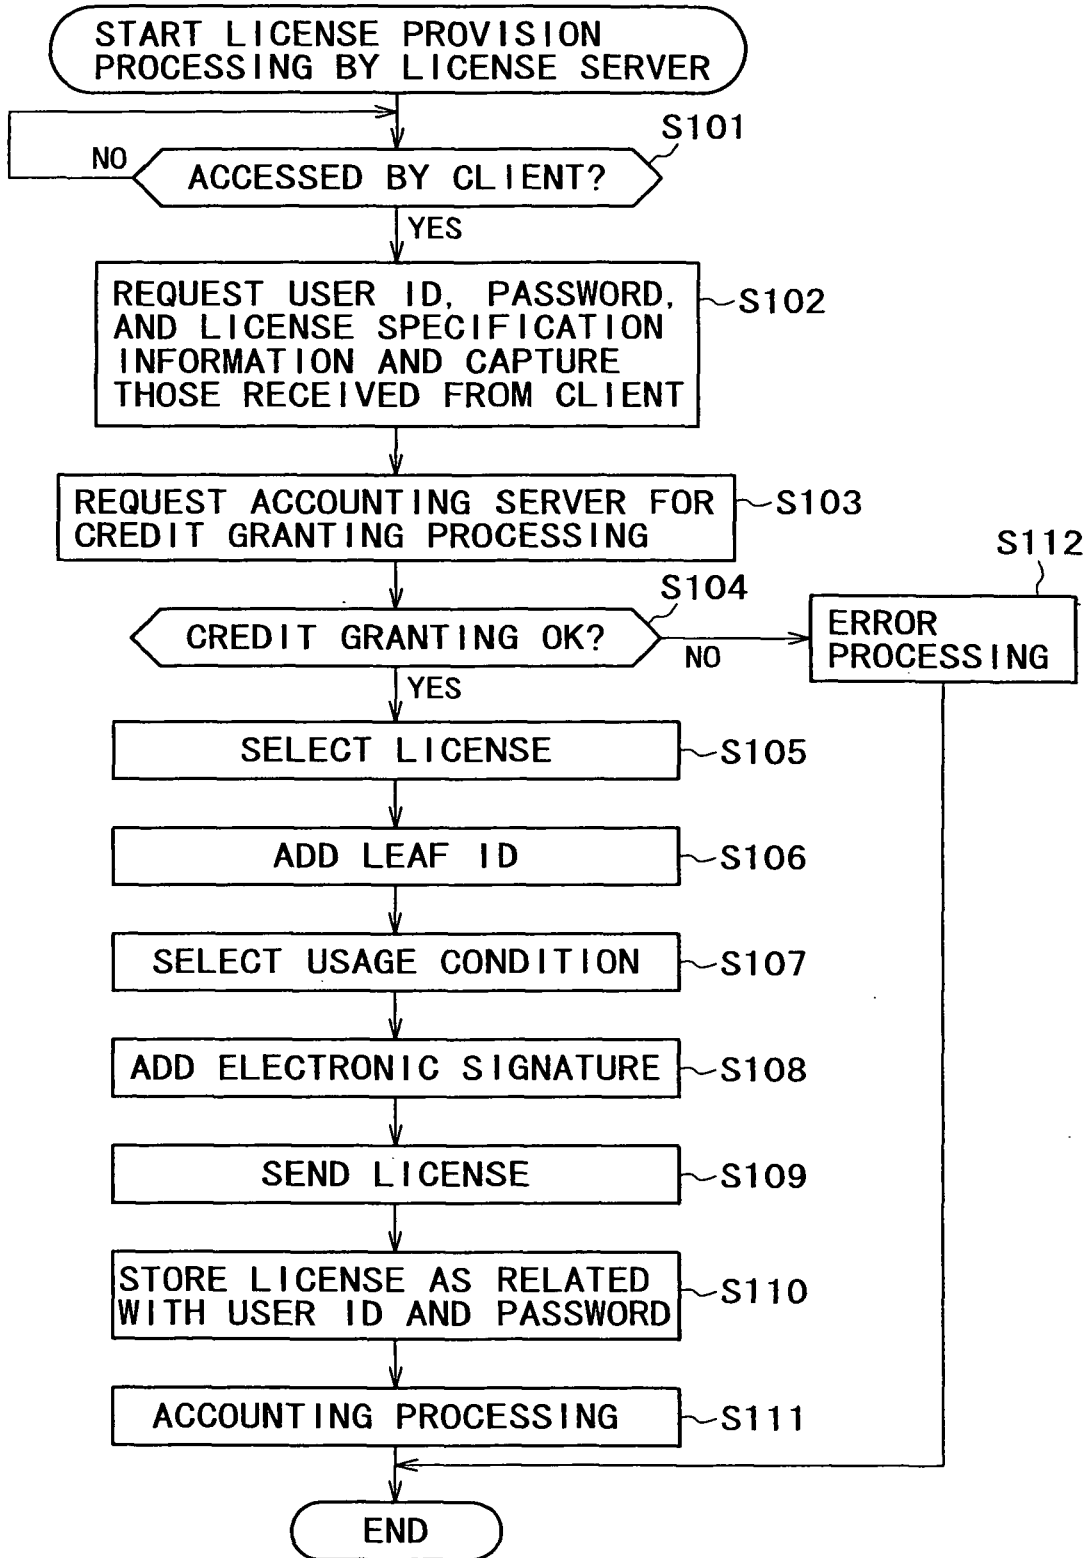 START LICENSE PROVISION
PROCESSING BY LICENSE SERVER
S101
NO
ACCESSED BY CLIENT?
YES
REQUEST USER ID, PASSWORD,
AND LICENSE SPECIFICATION
INFORMATION AND CAPTURE
THOSE RECEIVED FROM CLIENT
S102
REQUEST ACCOUNTING SERVER FOR
CREDIT GRANTING PROCESSING
S103
S104
CREDIT GRANTING OK?
NO
YES
S112
ERROR
PROCESSING
SELECT LICENSE
S105
ADD LEAF ID
S106
SELECT USAGE CONDITION
S107
ADD ELECTRONIC SIGNATURE
S108
SEND LICENSE
S109
STORE LICENSE AS RELATED
WITH USER ID AND PASSWORD
S110
ACCOUNTING PROCESSING
S111
END